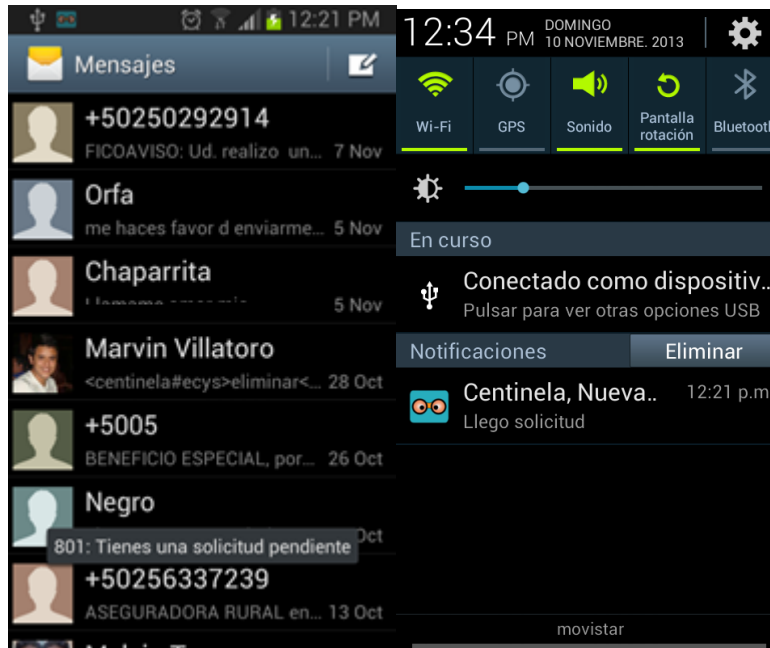 12:21 PM
Mensajes
+50250292914
FICOAVISO: Ud. realizo un... 7 Nov
Orfa
me haces favor d enviarme... 5 Nov
Chaparrita
5 Nov
Marvin Villatoro
<centinela#ecys>eliminar<... 28 Oct
+5005
BENEFICIO ESPECIAL, por... 26 Oct
Negro
Oct
801: Tienes una solicitud pendiente
+50256337239
ASEGURADORA RURAL en... 13 Oct
12:34 PM
DOMINGO
10 NOVIEMBRE. 2013
Wi-Fi
GPS
Sonido
Pantalla
rotación
Bluetooth
En curso
Conectado como dispositiv..
Pulsar para ver otras opciones USB
Notificaciones
Eliminar
Centinela, Nueva.. 12:21 p.m
Llego solicitud
movistar